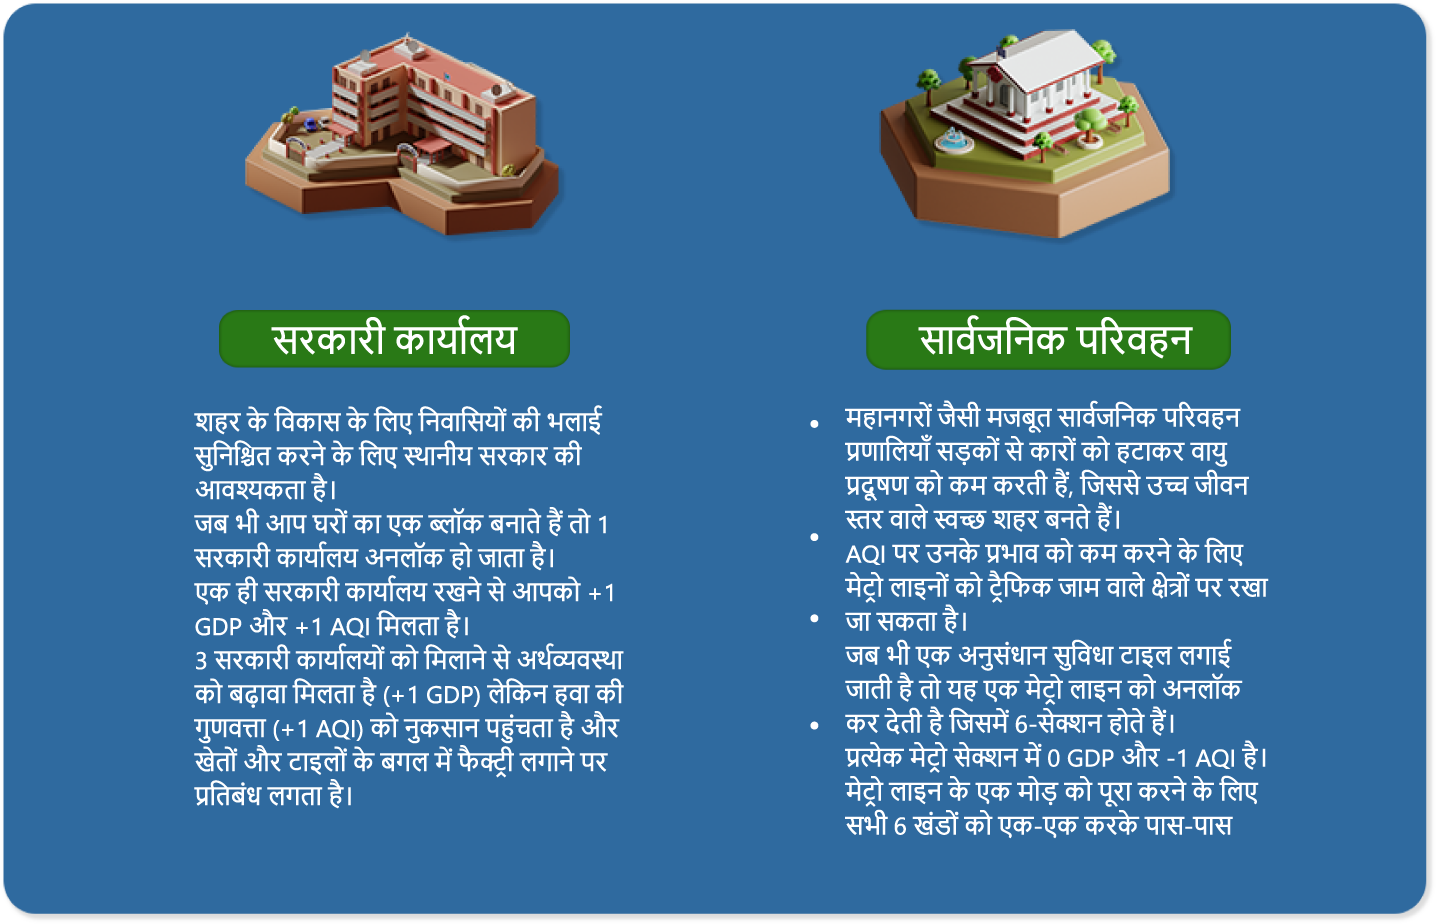 सरकारी कार्यालय
शहर के विकास के लिए निवासियों की भलाई
सुनिश्चित करने के लिए स्थानीय सरकार की
आवश्यकता है।
जब भी आप घरों का एक ब्लॉक बनाते हैं तो 1
सरकारी कार्यालय अनलॉक हो जाता है।
एक ही सरकारी कार्यालय रखने से आपको +1
GDP और +1 AQI मिलता है।
3 सरकारी कार्यालयों को मिलाने से अर्थव्यवस्था
को बढ़ावा मिलता है (+1 GDP) लेकिन हवा की
गुणवत्ता (+1 AQI) को नुकसान पहुंचता है और
खेतों और टाइलों के बगल में फैक्ट्री लगाने पर
प्रतिबंध लगता है।
सार्वजनिक परिवहन
• महानगरों जैसी मजबूत सार्वजनिक परिवहन
प्रणालियाँ सड़कों से कारों को हटाकर वायु
प्रदूषण को कम करती हैं, जिससे उच्च जीवन
स्तर वाले स्वच्छ शहर बनते हैं।
• AQI पर उनके प्रभाव को कम करने के लिए
मेट्रो लाइनों को ट्रैफिक जाम वाले क्षेत्रों पर रखा
• जा सकता है।
जब भी एक अनुसंधान सुविधा टाइल लगाई
जाती है तो यह एक मेट्रो लाइन को अनलॉक
• कर देती है जिसमें 6-सेक्शन होते हैं।
प्रत्येक मेट्रो सेक्शन में 0 GDP और -1 AQI है।
मेट्रो लाइन के एक मोड़ को पूरा करने के लिए
सभी 6 खंडों को एक-एक करके पास-पास